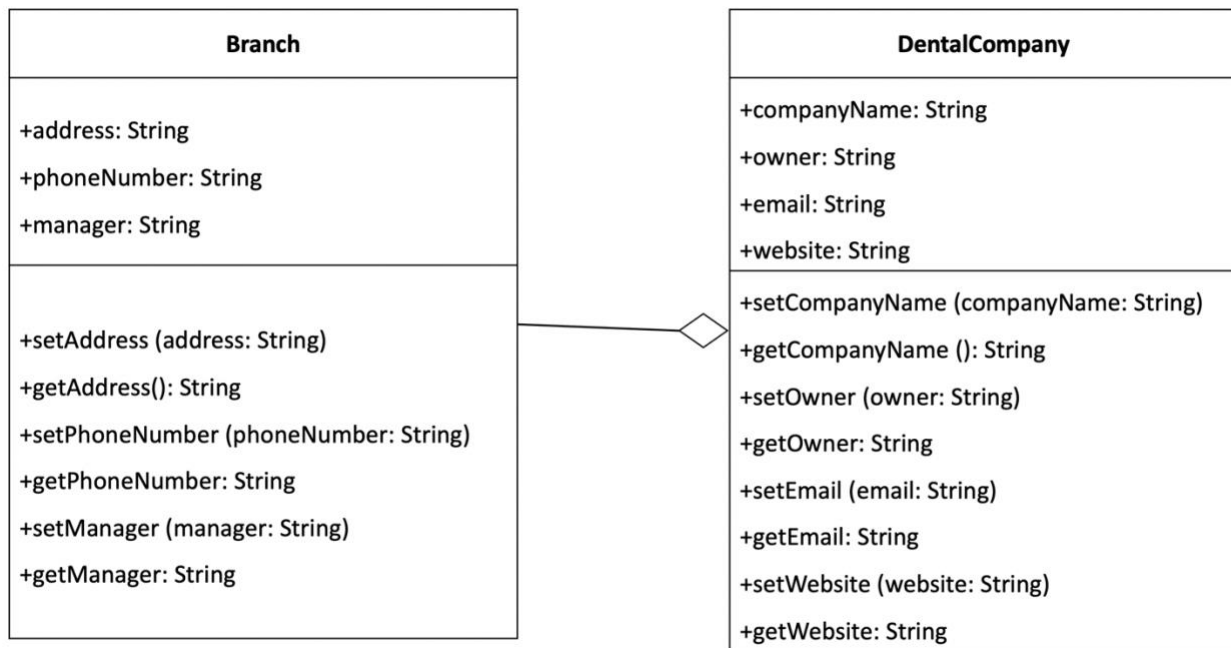 Branch
+address: String
+phoneNumber: String
+manager: String
+setAddress (address: String)
+getAddress(): String
+setPhoneNumber (phoneNumber: String)
+getPhoneNumber: String
+setManager (manager: String)
+getManager: String
DentalCompany
+companyName: String
+owner: String
+email: String
+website: String
+setCompanyName (companyName: String)
+getCompanyName (): String
+setOwner (owner: String)
+getOwner: String
+setEmail (email: String)
+getEmail: String
+setWebsite (website: String)
+getWebsite: String